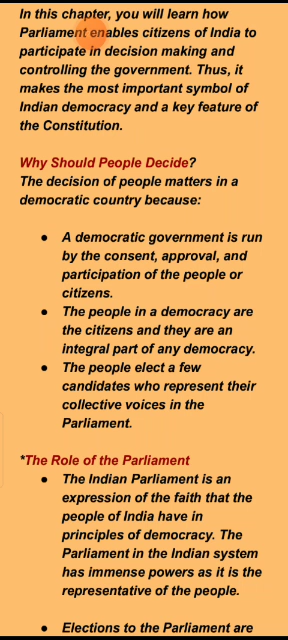 In this chapter, you will learn how
Parliament enables citizens of India to
participate in decision making and
controlling the government. Thus, it
makes the most important symbol of
Indian democracy and a key feature of
the Constitution.
Why Should People Decide?
The decision of people matters in a
democratic country because:
● A democratic government is run
by the consent, approval, and
participation of the people or
citizens.
● The people in a democracy are
the citizens and they are an
integral part of any democracy.
● The people elect a few
candidates who represent their
collective voices in the
Parliament.
*The Role of the Parliament
● The Indian Parliament is an
expression of the faith that the
people of India have in
principles of democracy. The
Parliament in the Indian system
has immense powers as it is the
representative of the people.
● Elections to the Parliament are